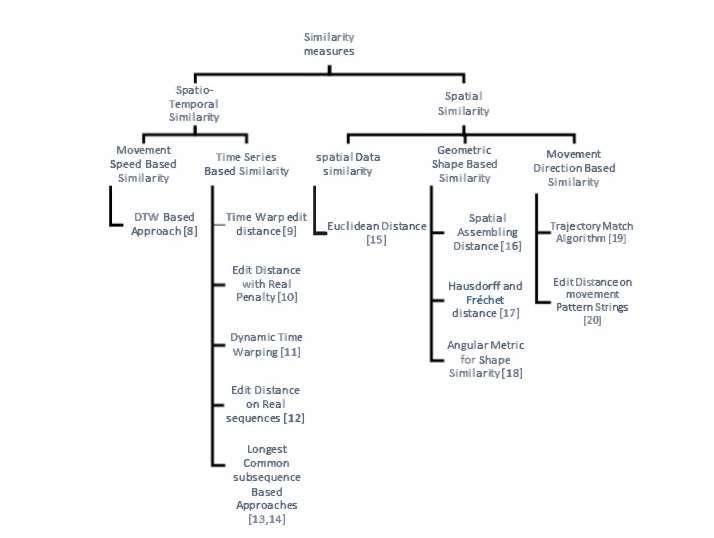 Similarity
measures
Spatio-
Temporal
Similarity
Spatial
Similarity
Movement
Speed Based
Similarity
Time Series
Based Similarity
spatial Data
similarity
Geometric
Shape Based
Similarity
Movement
Direction Based
Similarity
DTW Based
Approach [8]
Time Warp edit
distance [9]
Edit Distance
with Real
Penalty [10]
Dynamic Time
Warping [11]
Edit Distance
on Real
sequences [12]
Longest
Common
subsequence
Based
Approaches
[13,14]
Euclidean Distance
[15]
Spatial
Assembling
Distance [16]
Hausdorff and
Fréchet
distance [17]
Angular Metric
for Shape
Similarity [18]
Trajectory Match
Algorithm [19]
Edit Distance on
movement
Pattern Strings
[20]